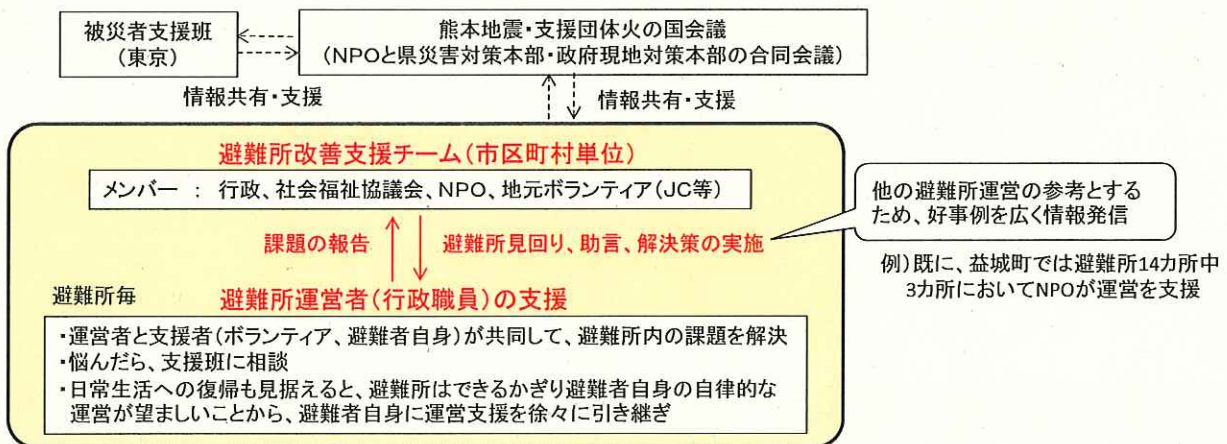 被災者支援班
(東京)
熊本地震・支援団体火の国会議
(NPOと県災害対策本部・政府現地対策本部の合同会議)
情報共有・支援
情報共有・支援
避難所改善支援チーム(市区町村単位)
メンバー : 行政、社会福祉協議会、NPO、地元ボランティア(JC等)
課題の報告
避難所見回り、助言、解決策の実施
他の避難所運営の参考とする
ため、好事例を広く情報発信
例)既に、益城町では避難所14カ所中
3カ所においてNPOが運営を支援
避難所毎
避難所運営者(行政職員)の支援
・運営者と支援者(ボランティア、避難者自身)が共同して、避難所内の課題を解決
・悩んだら、支援班に相談
・日常生活への復帰も見据えると、避難所はできるかぎり避難者自身の自律的な
運営が望ましいことから、避難者自身に運営支援を徐々に引き継ぎ